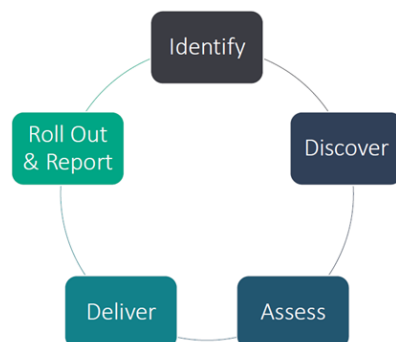 Identify
Discover
Assess
Deliver
Roll Out
& Report